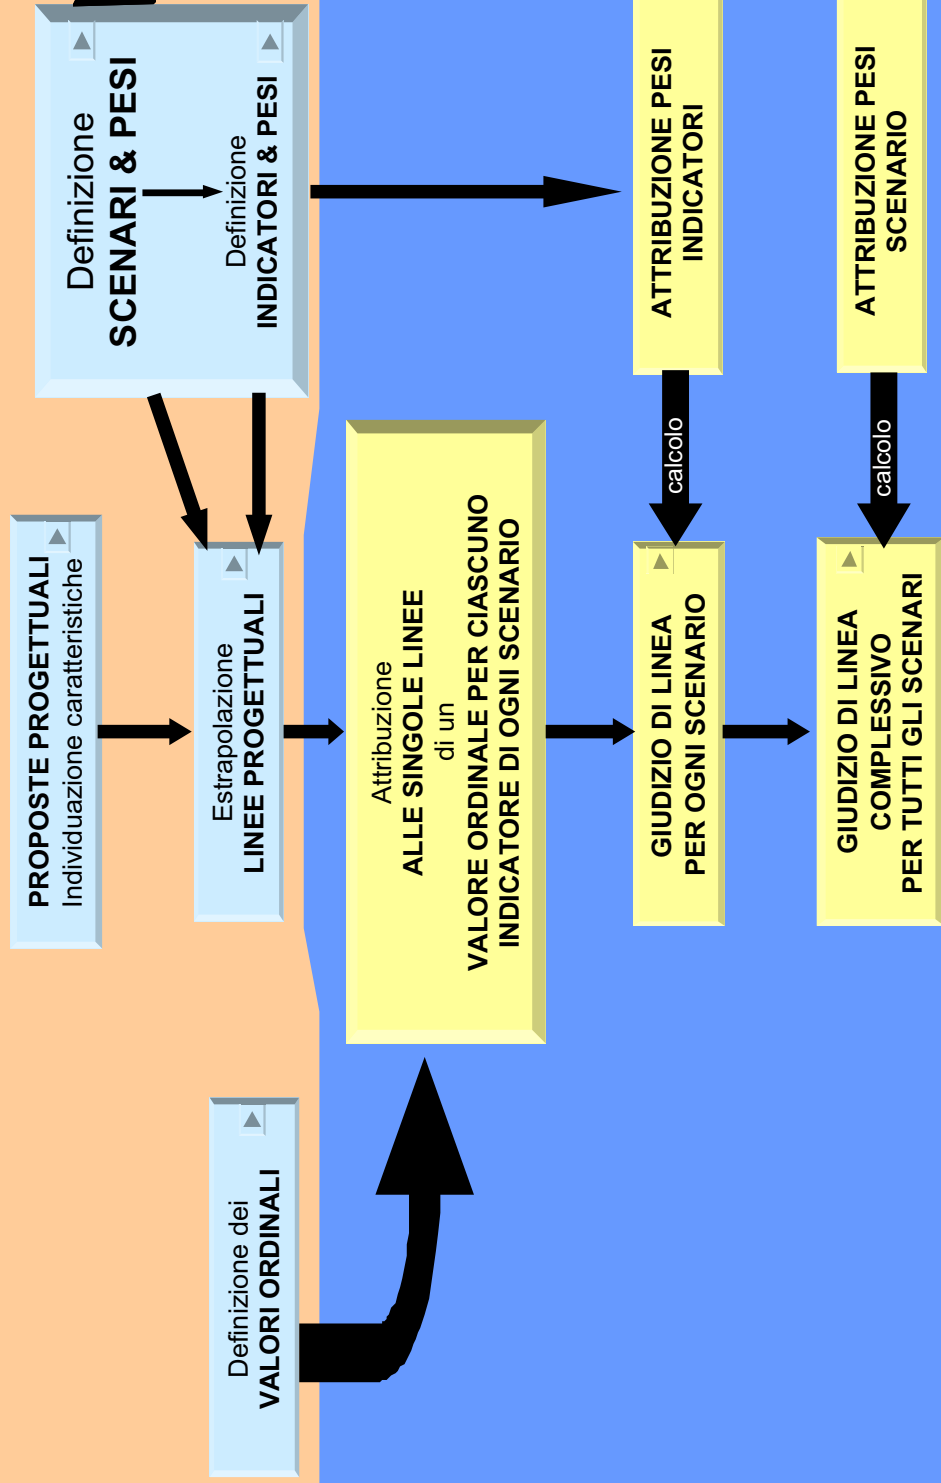 PROPOSTE PROGETTUALI
Individuazione caratteristiche
Definizione
SCENARI & PESI
Definizione
INDICATORI & PESI
Definizione dei
VALORI ORDINALI
Estrapolazione
LINEE PROGETTUALI
Attribuzione
ALLE SINGOLE LINEE
di un
VALORE ORDINALE PER CIASCUNO
INDICATORE DI OGNI SCENARIO
GIUDIZIO DI LINEA
PER OGNI SCENARIO
calcolo
ATTRIBUZIONE PESI
INDICATORI
GIUDIZIO DI LINEA
COMPLESSIVO
PER TUTTI GLI SCENARI
calcolo
ATTRIBUZIONE PESI
SCENARIO